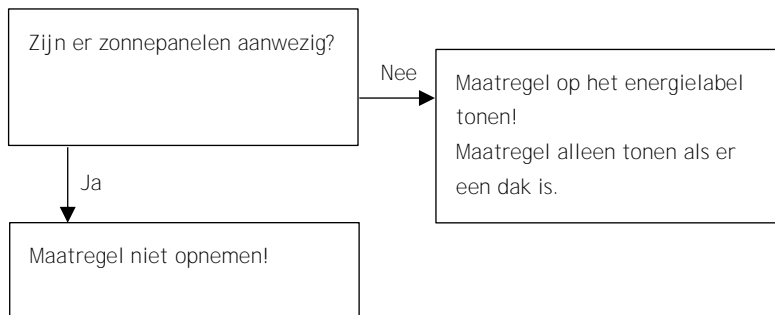 Zijn er zonnepanelen aanwezig?
Nee
Maatregel op het energielabel
tonen!
Maatregel alleen tonen als er
een dak is.
Ja
Maatregel niet opnemen!